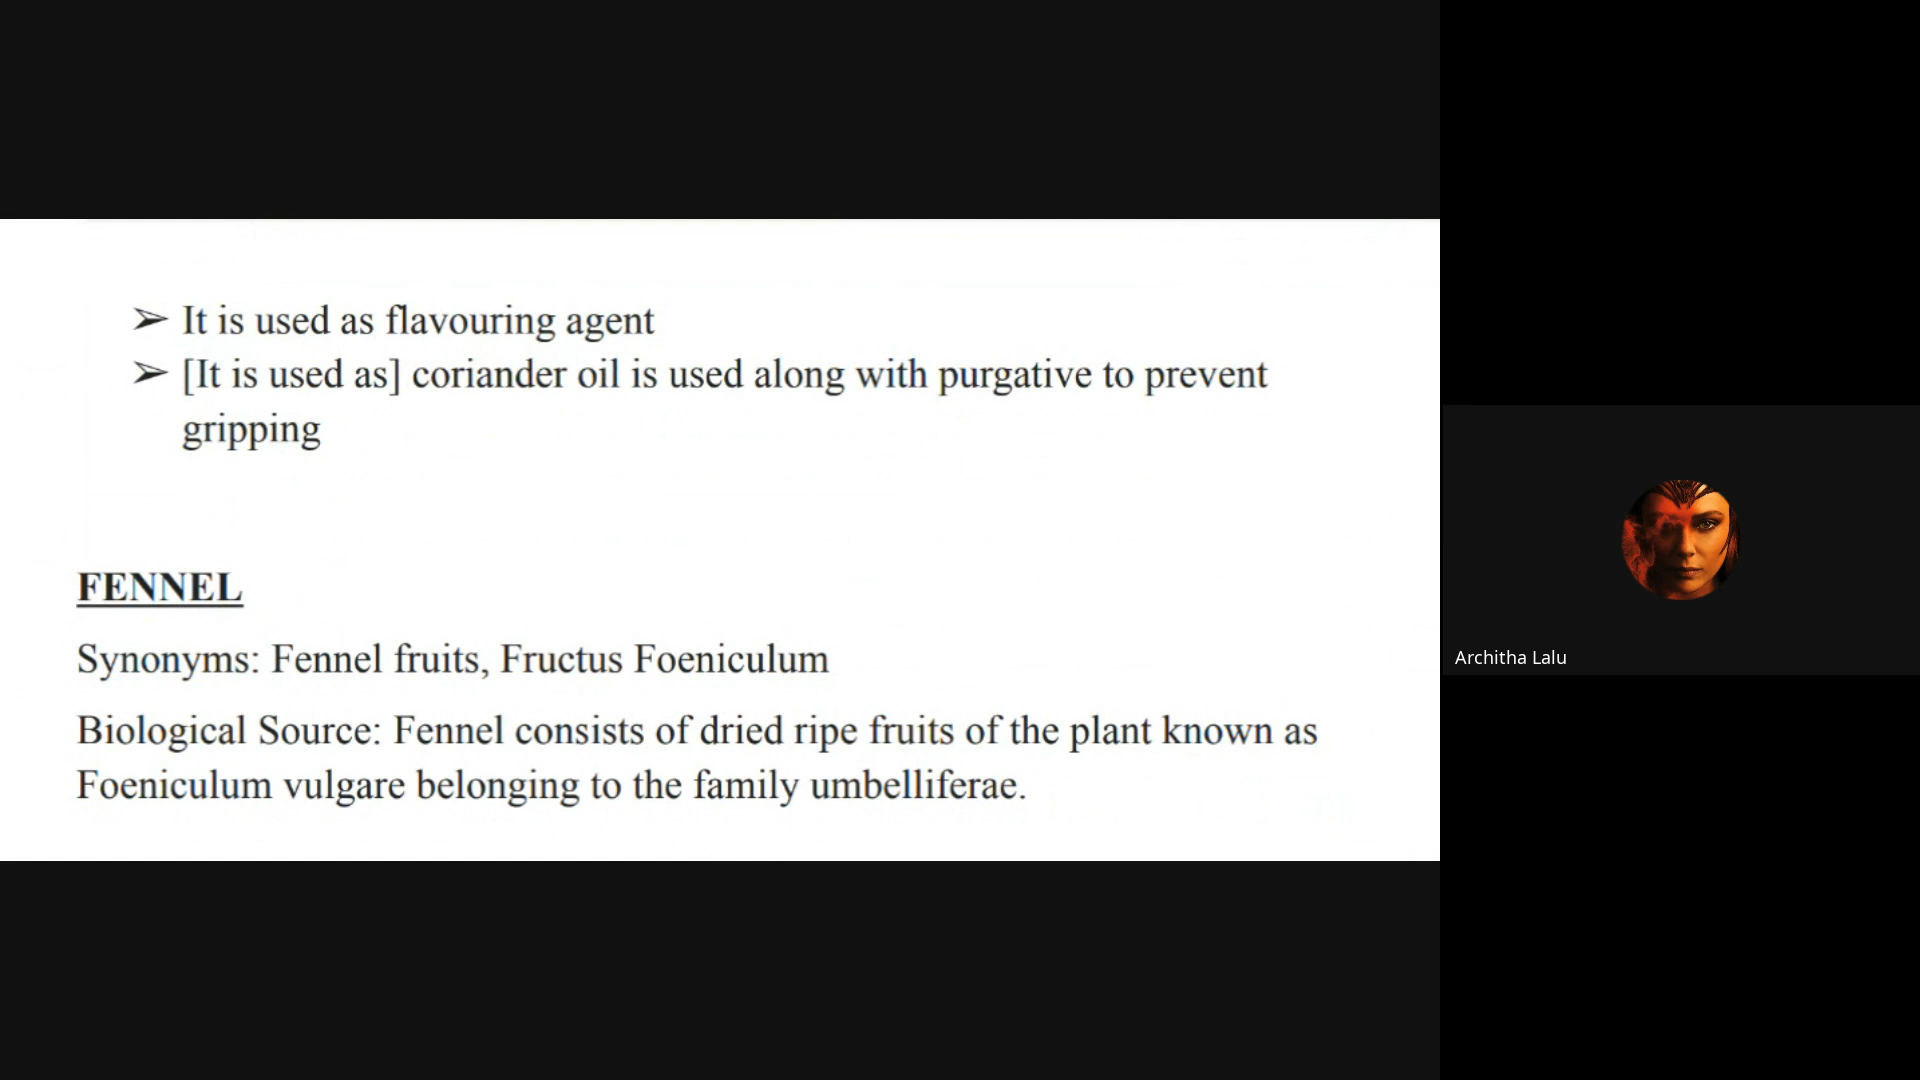 ➢ It is used as flavouring agent
➢ [It is used as] coriander oil is used along with purgative to prevent
gripping
FENNEL
Synonyms: Fennel fruits, Fructus Foeniculum
Biological Source: Fennel consists of dried ripe fruits of the plant known as
Foeniculum vulgare belonging to the family umbelliferae.
Architha Lalu